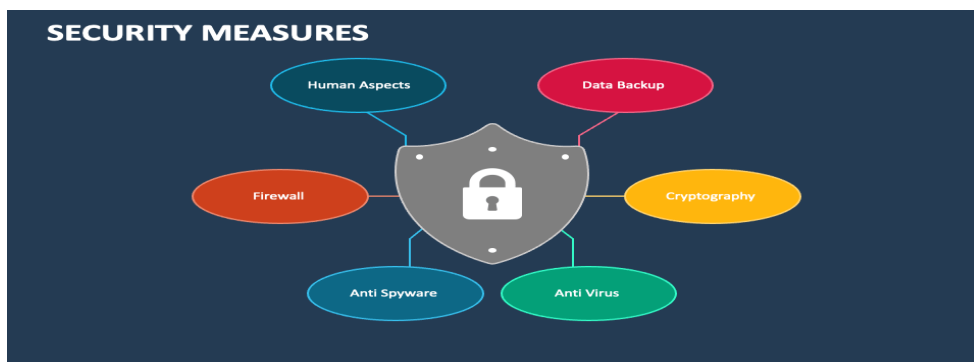 SECURITY MEASURES
Human Aspects
Data Backup
Firewall
Cryptography
Anti Spyware
Anti Virus